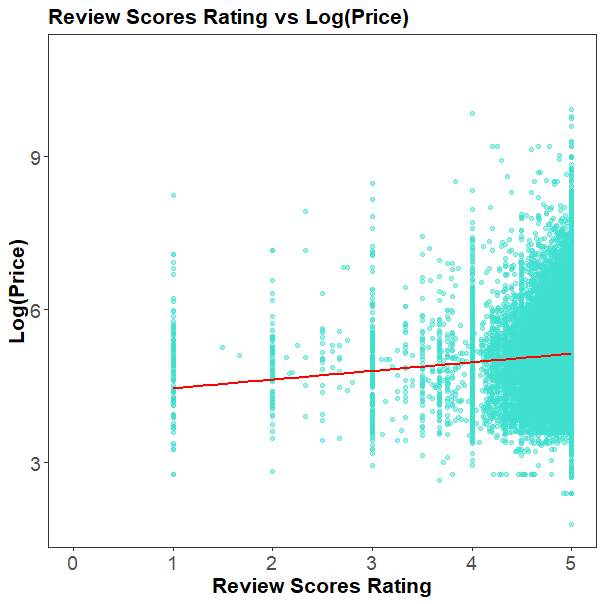 Review Scores Rating vs Log(Price)
Log(Price)
9
6
3
0 1 2 3 4 5
Review Scores Rating